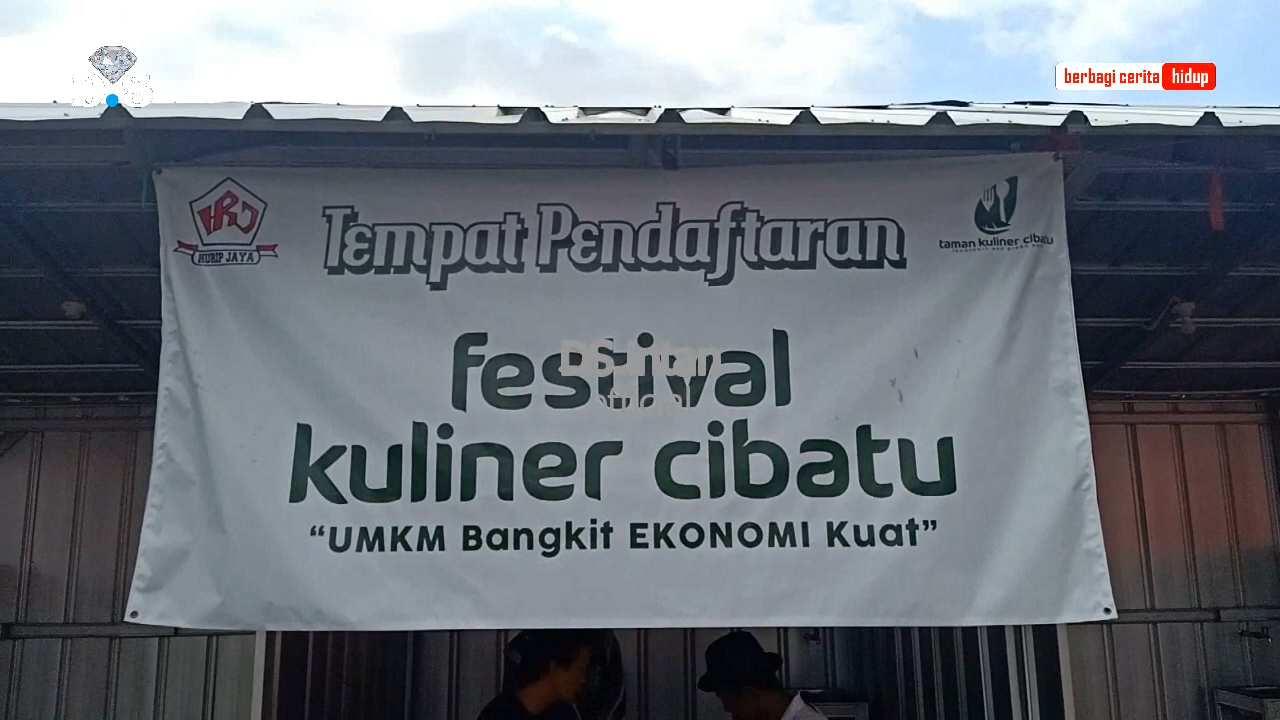 berbagi cerita hidup
HURIP JAYA
Tempat Pendaftaran
taman kuliner cibatu
festival
kuliner cibatu
“UMKM Bangkit EKONOMI Kuat”